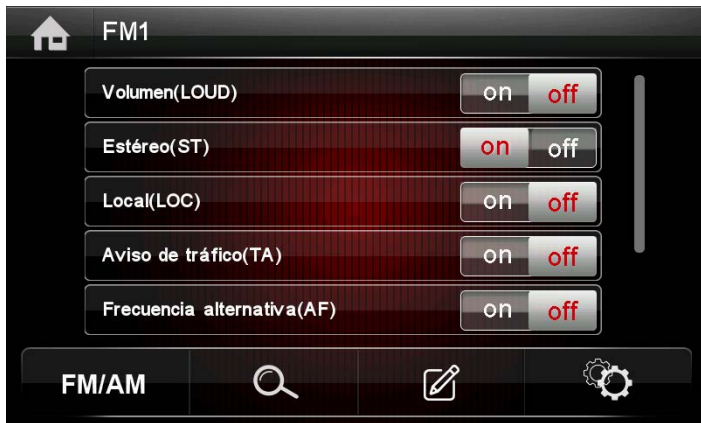 FM1
Volumen(LOUD) on off
Estéreo(ST) on off
Local(LOC) on off
Aviso de tráfico(TA) on off
Frecuencia alternativa(AF) on off
FM/AM